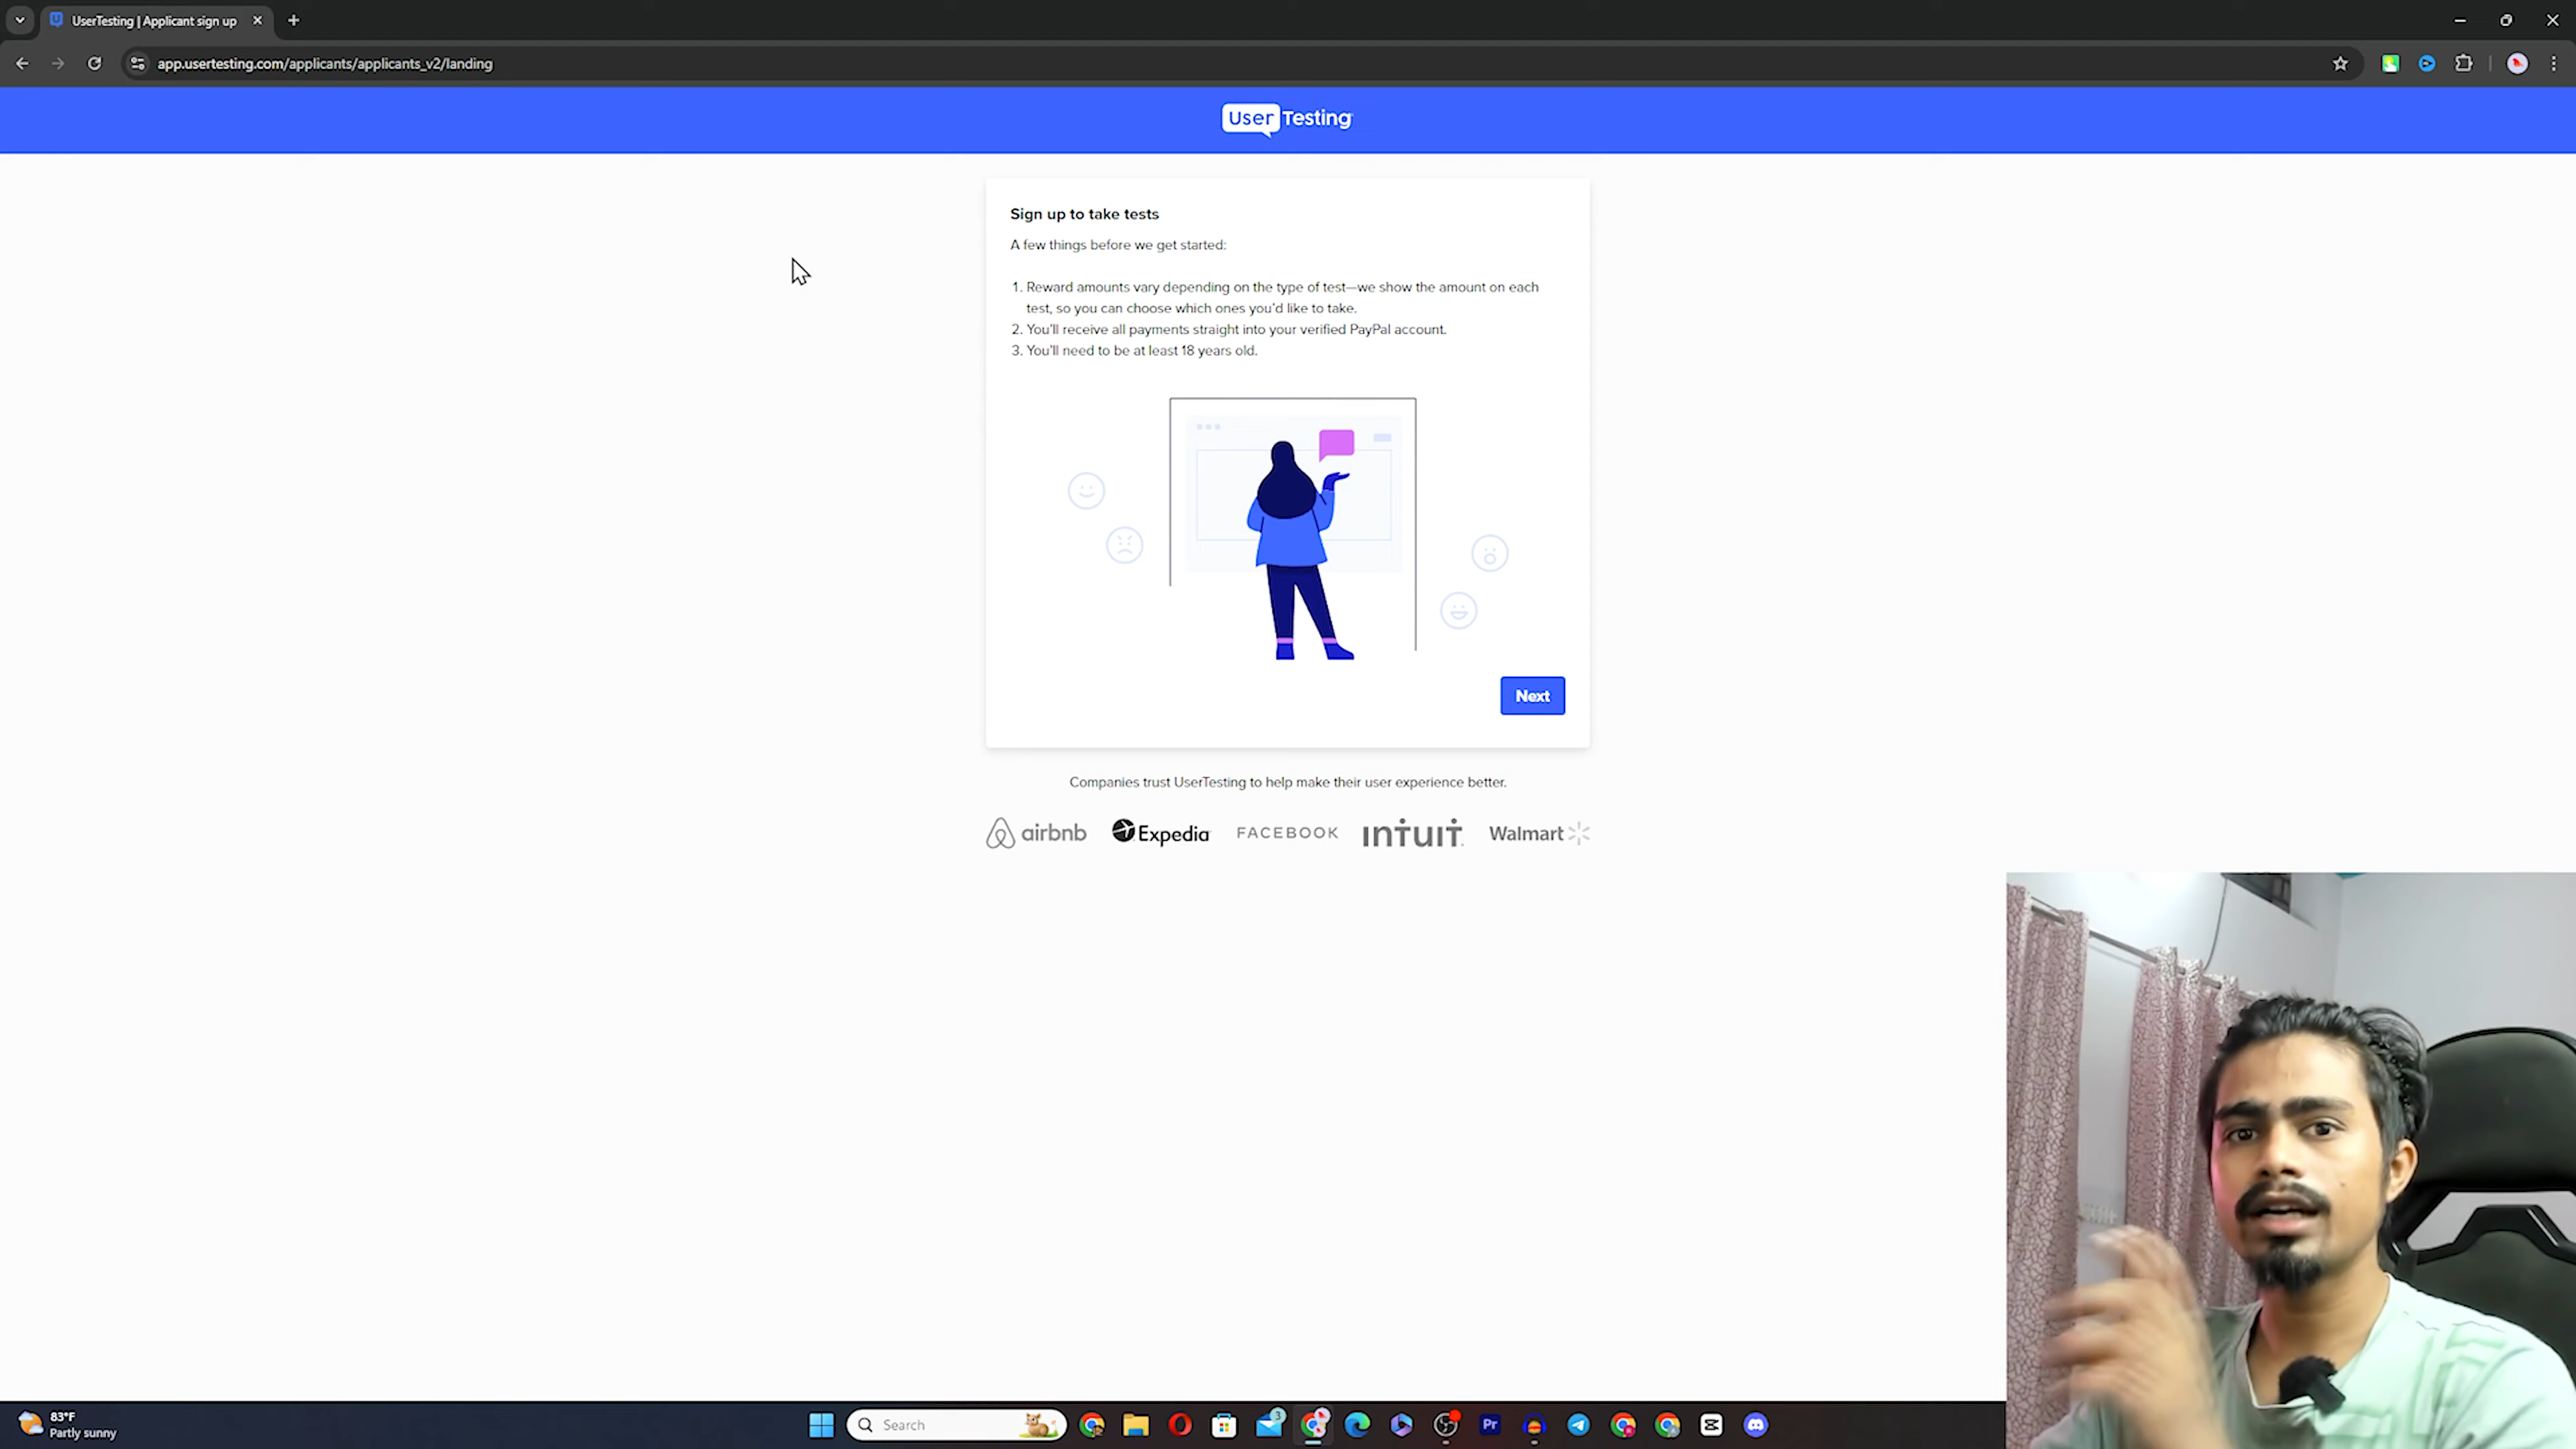 UserTesting | Applicant sign up
app.usertesting.com/applicants/applicants_v2/landing
User Testing
Sign up to take tests
A few things before we get started:
1. Reward amounts vary depending on the type of test—we show the amount on each
test, so you can choose which ones you'd like to take.
2. You'll receive all payments straight into your verified PayPal account.
3. You'll need to be at least 18 years old.
Next
Companies trust UserTesting to help make their user experience better.
airbnb Expedia FACEBOOK INTUIT Walmart
83°F
Partly sunny
Search
3
Pr